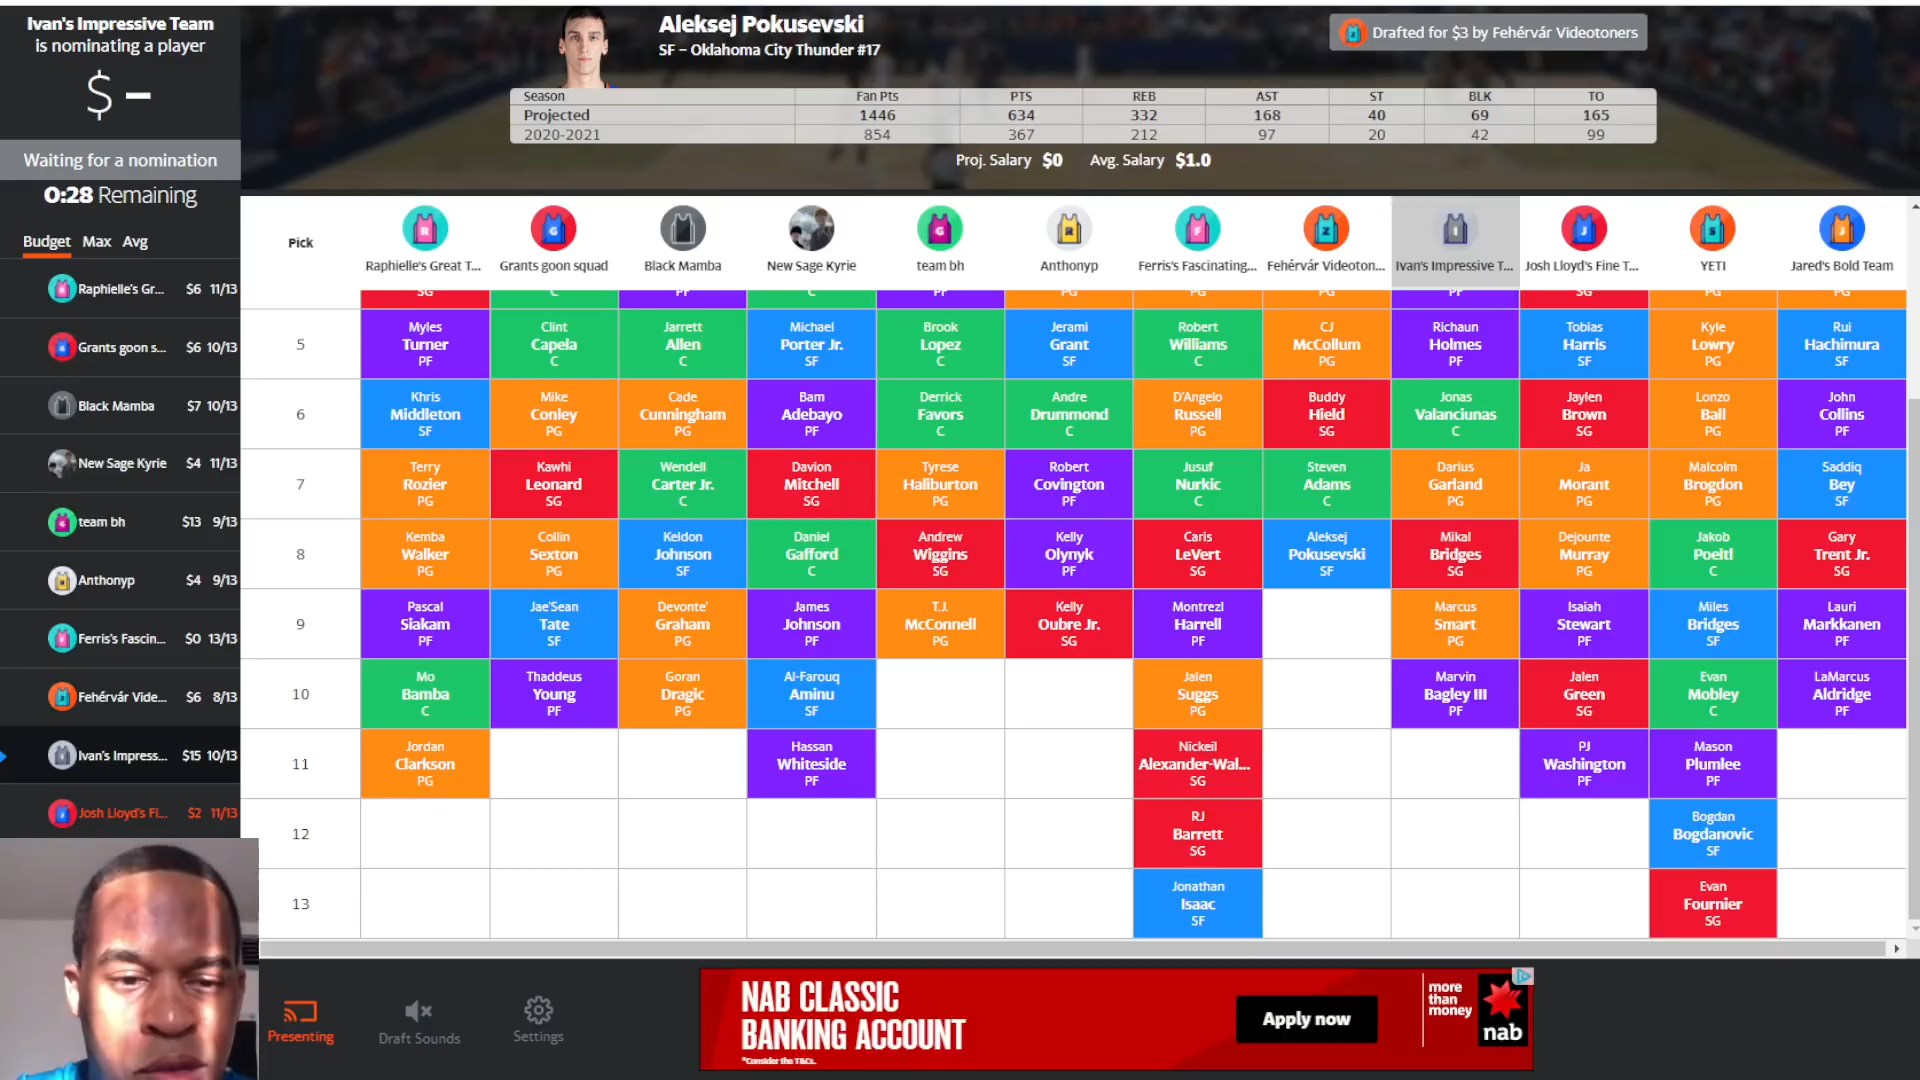 Ivan's Impressive Team
is nominating a player
$ –
Waiting for a nomination
0:28 Remaining
Budget Max Avg
Raphielle's Gr... $6 11/13
Grants goon s... $6 10/13
Black Mamba $7 10/13
New Sage Kyrie $4 11/13
team bh $13 9/13
Anthonyp $4 9/13
Ferris's Fascin... $0 13/13
Fehérvár Vide... $6 8/13
Ivan's Impress... $15 10/13
Josh Lloyd's Fi... $2 11/13
Aleksej Pokusevski
SF – Oklahoma City Thunder #17
Drafted for $3 by Fehérvár Videotoners
Season Fan Pts PTS REB AST ST BLK TO
Projected 1446 634 332 168 40 69 165
2020-2021 854 367 212 97 20 42 99
Proj. Salary $0 Avg. Salary $1.0
Pick Raphielle's Great T... Grants goon squad Black Mamba New Sage Kyrie team bh Anthonyp Ferris's Fascinating... Fehérvár Videoton... Ivan's Impressive T... Josh Lloyd's Fine T... YETI Jared's Bold Team
SG C PF C PF PG PG PG PF SG PG PG
Myles Clint Jarrett Michael Brook Jerami Robert CJ Richaun Tobias Kyle Rui
5 Turner Capela Allen Porter Jr. Lopez Grant Williams McCollum Holmes Harris Lowry Hachimura
PF C C SF C SF C PG PF SF PG SF
Khris Mike Cade Bam Derrick Andre D'Angelo Buddy Jonas Jaylen Lonzo John
6 Middleton Conley Cunningham Adebayo Favors Drummond Russell Hield Valanciunas Brown Ball Collins
SF PG PG PF C C PG SG C SG PG PF
Terry Kawhi Wendell Davion Tyrese Robert Jusuf Steven Darius Ja Malcolm Saddiq
7 Rozier Leonard Carter Jr. Mitchell Haliburton Covington Nurkic Adams Garland Morant Brogdon Bey
PG SG C SG PG PF C C PG PG PG SF
Kemba Collin Keldon Daniel Andrew Kelly Caris Aleksej Mikal Dejounte Jakob Gary
8 Walker Sexton Johnson Gafford Wiggins Olynyk LeVert Pokusevski Bridges Murray Poeltl Trent Jr.
PG PG SF C SG PF SG SF SG PG C SG
Pascal Jae'Sean Devonte' James T.J. Kelly Montrezl Marcus Isaiah Miles Lauri
9 Siakam Tate Graham Johnson McConnell Oubre Jr. Harrell Smart Stewart Bridges Markkanen
PF SF PG PF PG SG PF PG PF SF PF
Mo Thaddeus Goran Al-Farouq Jalen Marvin Jalen Evan LaMarcus
10 Bamba Young Dragic Aminu Suggs Bagley III Green Mobley Aldridge
C PF PG SF PG PF SG C PF
Jordan Hassan Nickeil PJ Mason
11 Clarkson Whiteside Alexander-Wal... Washington Plumlee
PG PF SG PF PF
RJ Bogdan
12 Barrett Bogdanovic
SG SF
Jonathan Evan
13 Isaac Fournier
SF SG
Presenting Draft Sounds Settings
NAB CLASSIC
BANKING ACCOUNT
*Consider the T&Cs.
Apply now
more
than
money
nab